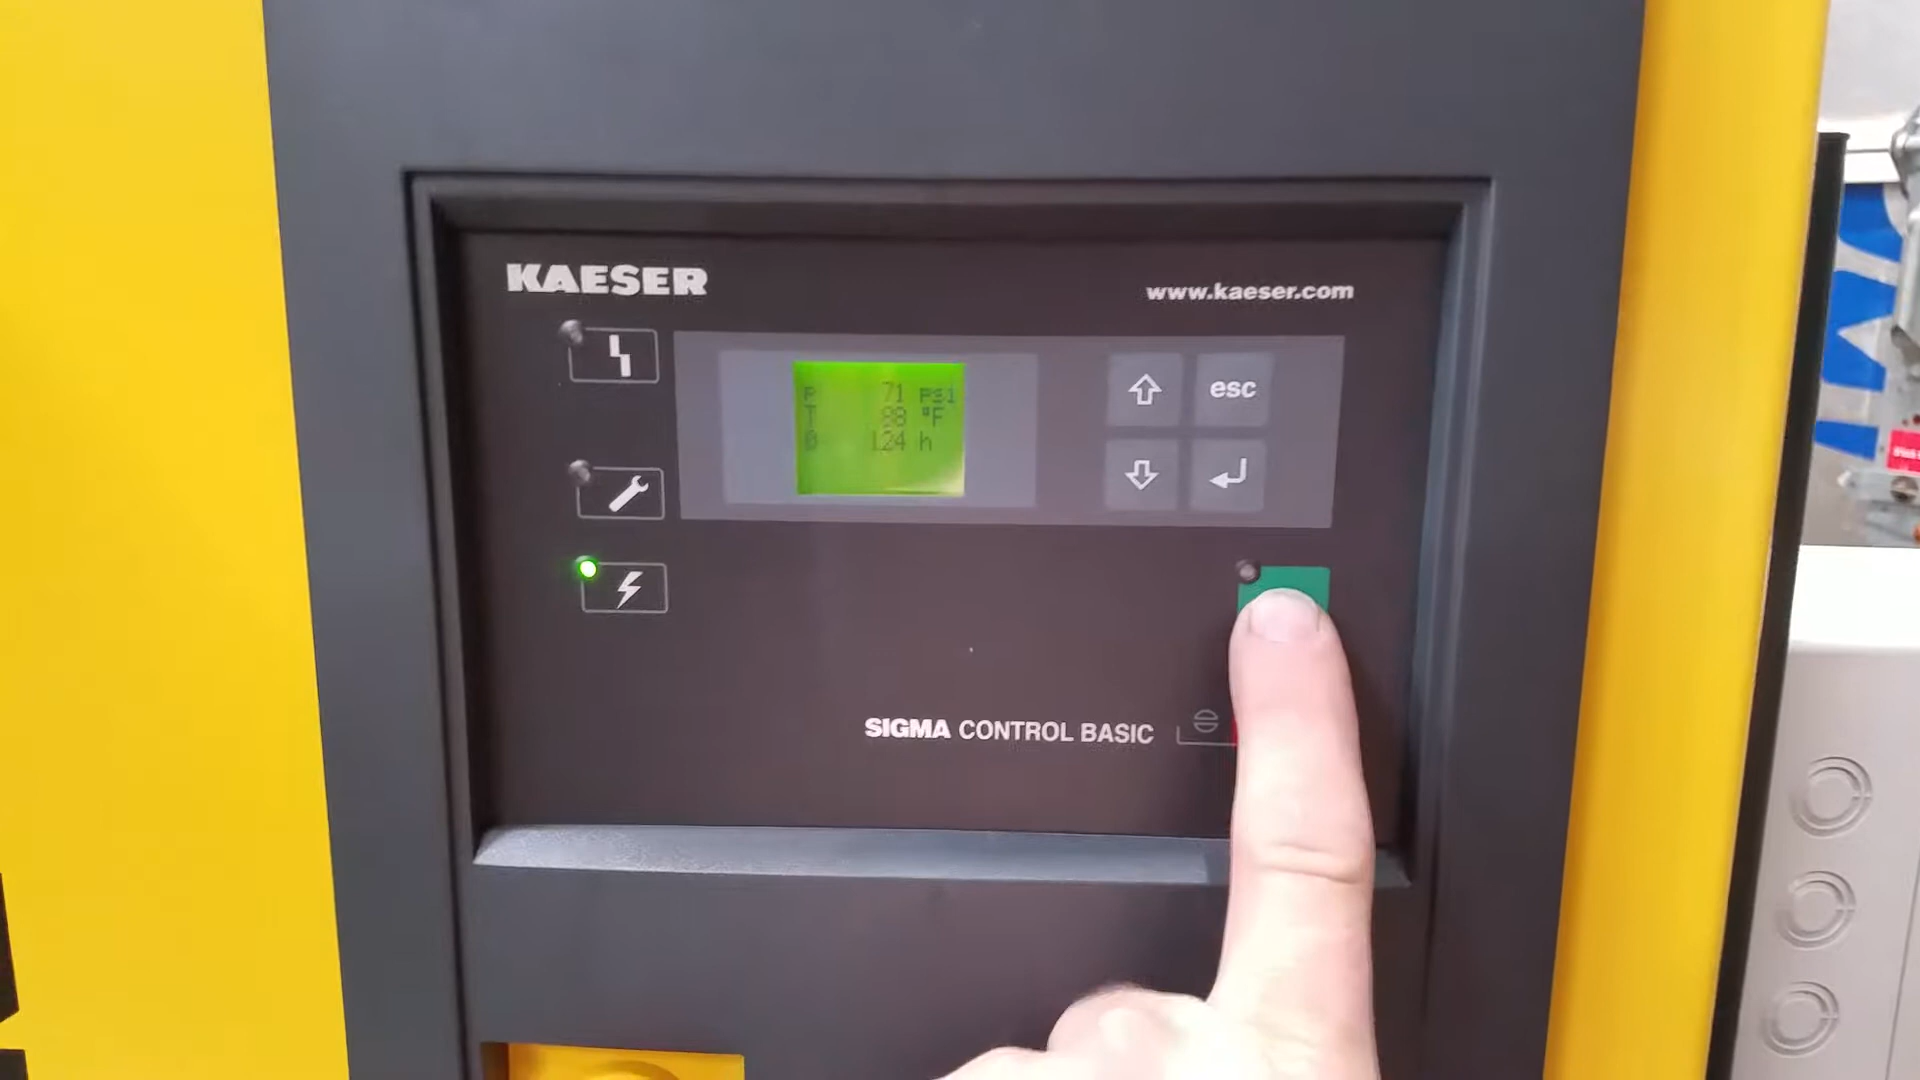 KAESER
www.kaeser.com
P 71 psi
T 88 °F
124 h
esc
SIGMA CONTROL BASIC